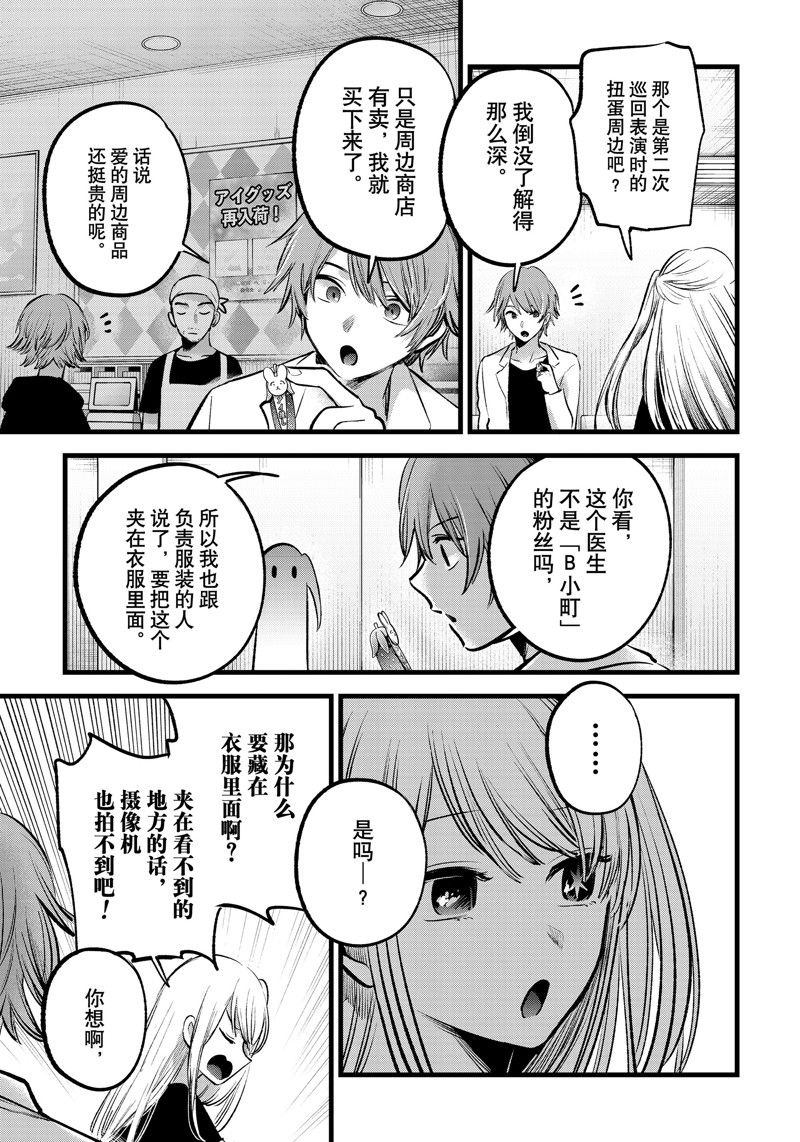 那个是第二次
巡回表演时的
扭蛋周边吧？
我倒没了解得
那么深。
只是周边商店
有卖，我就
买下来了。
アイグッズ
再入荷！
话说
爱的周边商品
还挺贵的呢。
你看，
这个医生
不是「B小町」
的粉丝吗，
所以我也跟
负责服装的人
说了，要把这个
夹在衣服里面。
……
是吗—？
那为什么
要藏在
衣服里面啊？
夹在看不到的
地方的话，
摄像机
也拍不到吧！
你想啊，